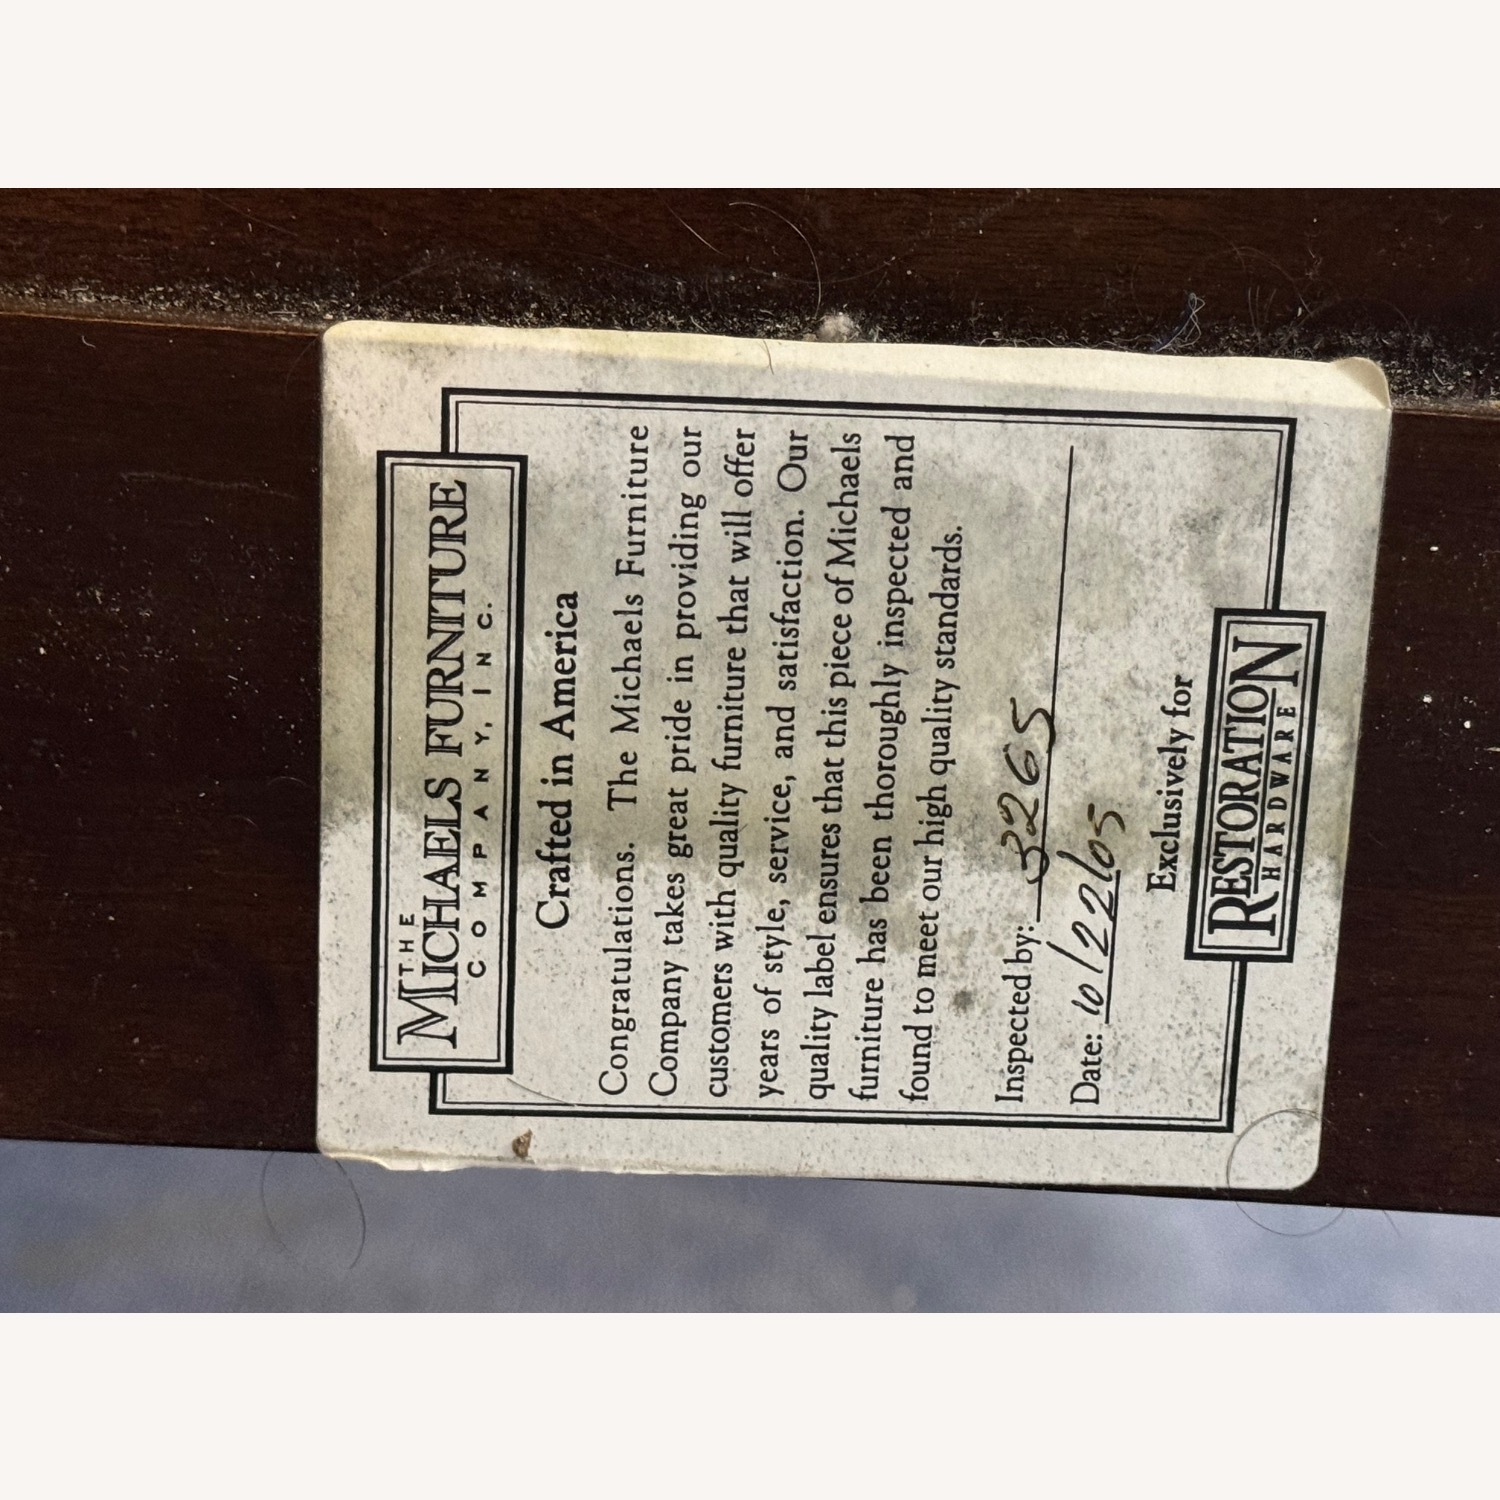 THE
MICHAELS FURNITURE
COMPANY, INC.
Crafted in America
Congratulations. The Michaels Furniture
Company takes great pride in providing our
customers with quality furniture that will offer
years of style, service, and satisfaction. Our
quality label ensures that this piece of Michaels
furniture has been thoroughly inspected and
found to meet our high quality standards.
Inspected by: 3265
Date: 10/22/05
Exclusively for
RESTORATION
HARDWARE